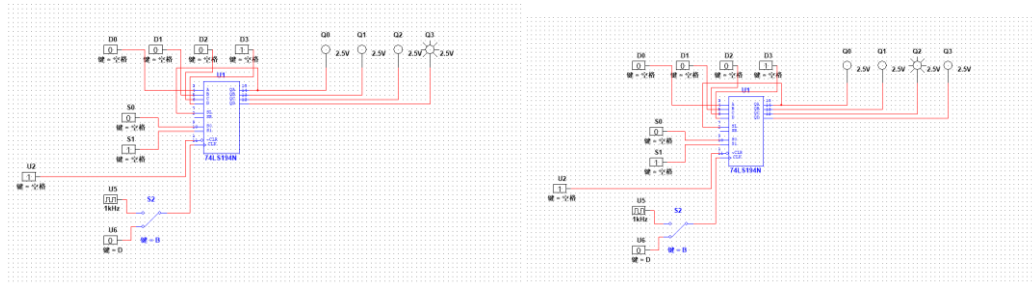 D0 D1 D2 D3
0 0 0 1
键 = 空格 键 = 空格 键 = 空格 键 = 空格
Q0 Q1 Q2 Q3
2.5V 2.5V 2.5V 2.5V
U1
S0
0
键 = 空格
S1
1
键 = 空格
74LS194N
U2
1
键 = 空格
U5
1kHz
S2
键 = B
U6
0
键 = D
D0 D1 D2 D3
0 0 0 1
键 = 空格 键 = 空格 键 = 空格 键 = 空格
Q0 Q1 Q2 Q3
2.5V 2.5V 2.5V 2.5V
U1
S0
0
键 = 空格
S1
1
键 = 空格
74LS194N
U2
1
键 = 空格
U5
1kHz
S2
键 = B
U6
0
键 = D